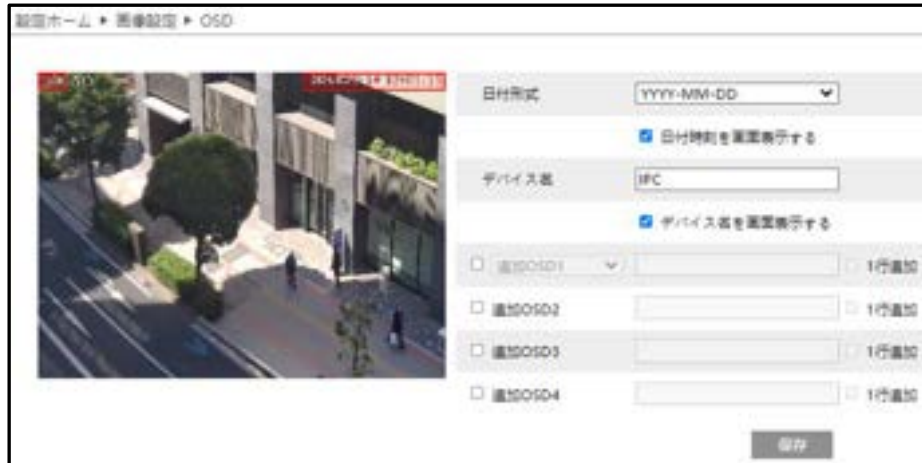 設定ホーム ▶ 画像設定 ▶ OSD
日付形式 YYYY-MM-DD
日付時刻を画面表示する
デバイス名 IPC
デバイス名を画面表示する
追加OSD1 1行追加
追加OSD2 1行追加
追加OSD3 1行追加
追加OSD4 1行追加
保存